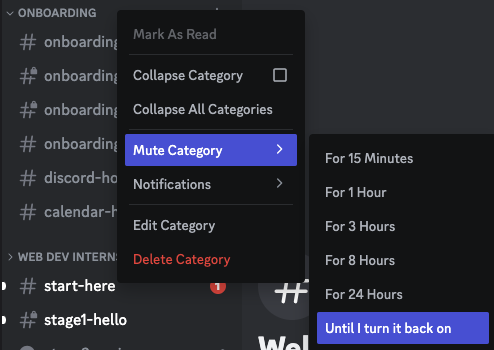 ONBOARDING
onboarding
onboarding
onboarding
onboarding
discord-ho
calendar-h
WEB DEV INTERNS
start-here
1
stage1-hello
Mark As Read
Collapse Category
Collapse All Categories
Mute Category
Notifications
Edit Category
Delete Category
For 15 Minutes
For 1 Hour
For 3 Hours
For 8 Hours
For 24 Hours
Until I turn it back on